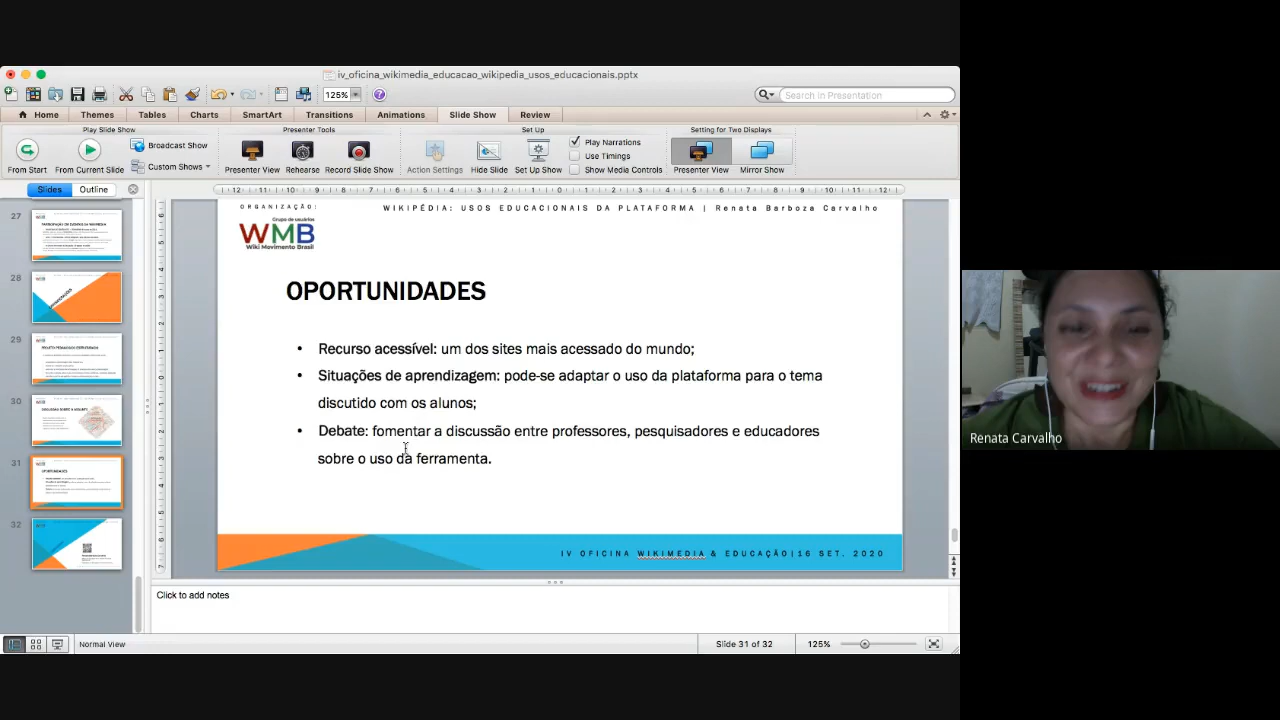 iv_oficina_wikimedia_educacao_wikipedia_usos_educacionais.pptx
125%
Search in Presentation
Home Themes Tables Charts SmartArt Transitions Animations Slide Show Review
Play Slide Show Presenter Tools Set Up Setting for Two Displays
Broadcast Show
Custom Shows
From Start From Current Slide
Presenter View Rehearse Record Slide Show
Action Settings Hide Slide Set Up Show
Play Narrations
Use Timings
Show Media Controls
Presenter View Mirror Show
Slides Outline
27
28
29
30
31
32
ORGANIZAÇÃO:
WIKIPÉDIA: USOS EDUCACIONAIS DA PLATAFORMA | Renata Barboza Carvalho
Grupo de usuários
WMB
Wiki Movimento Brasil
OPORTUNIDADES
• Recurso acessível: um dos sites mais acessado do mundo;
• Situações de aprendizagem: pode-se adaptar o uso da plataforma para o tema
discutido com os alunos;
• Debate: fomentar a discussão entre professores, pesquisadores e educadores
sobre o uso da ferramenta.
IV OFICINA WIKIMEDIA & EDUCAÇÃO|16 SET. 2020
Click to add notes
Normal View Slide 31 of 32 125%
Renata Carvalho